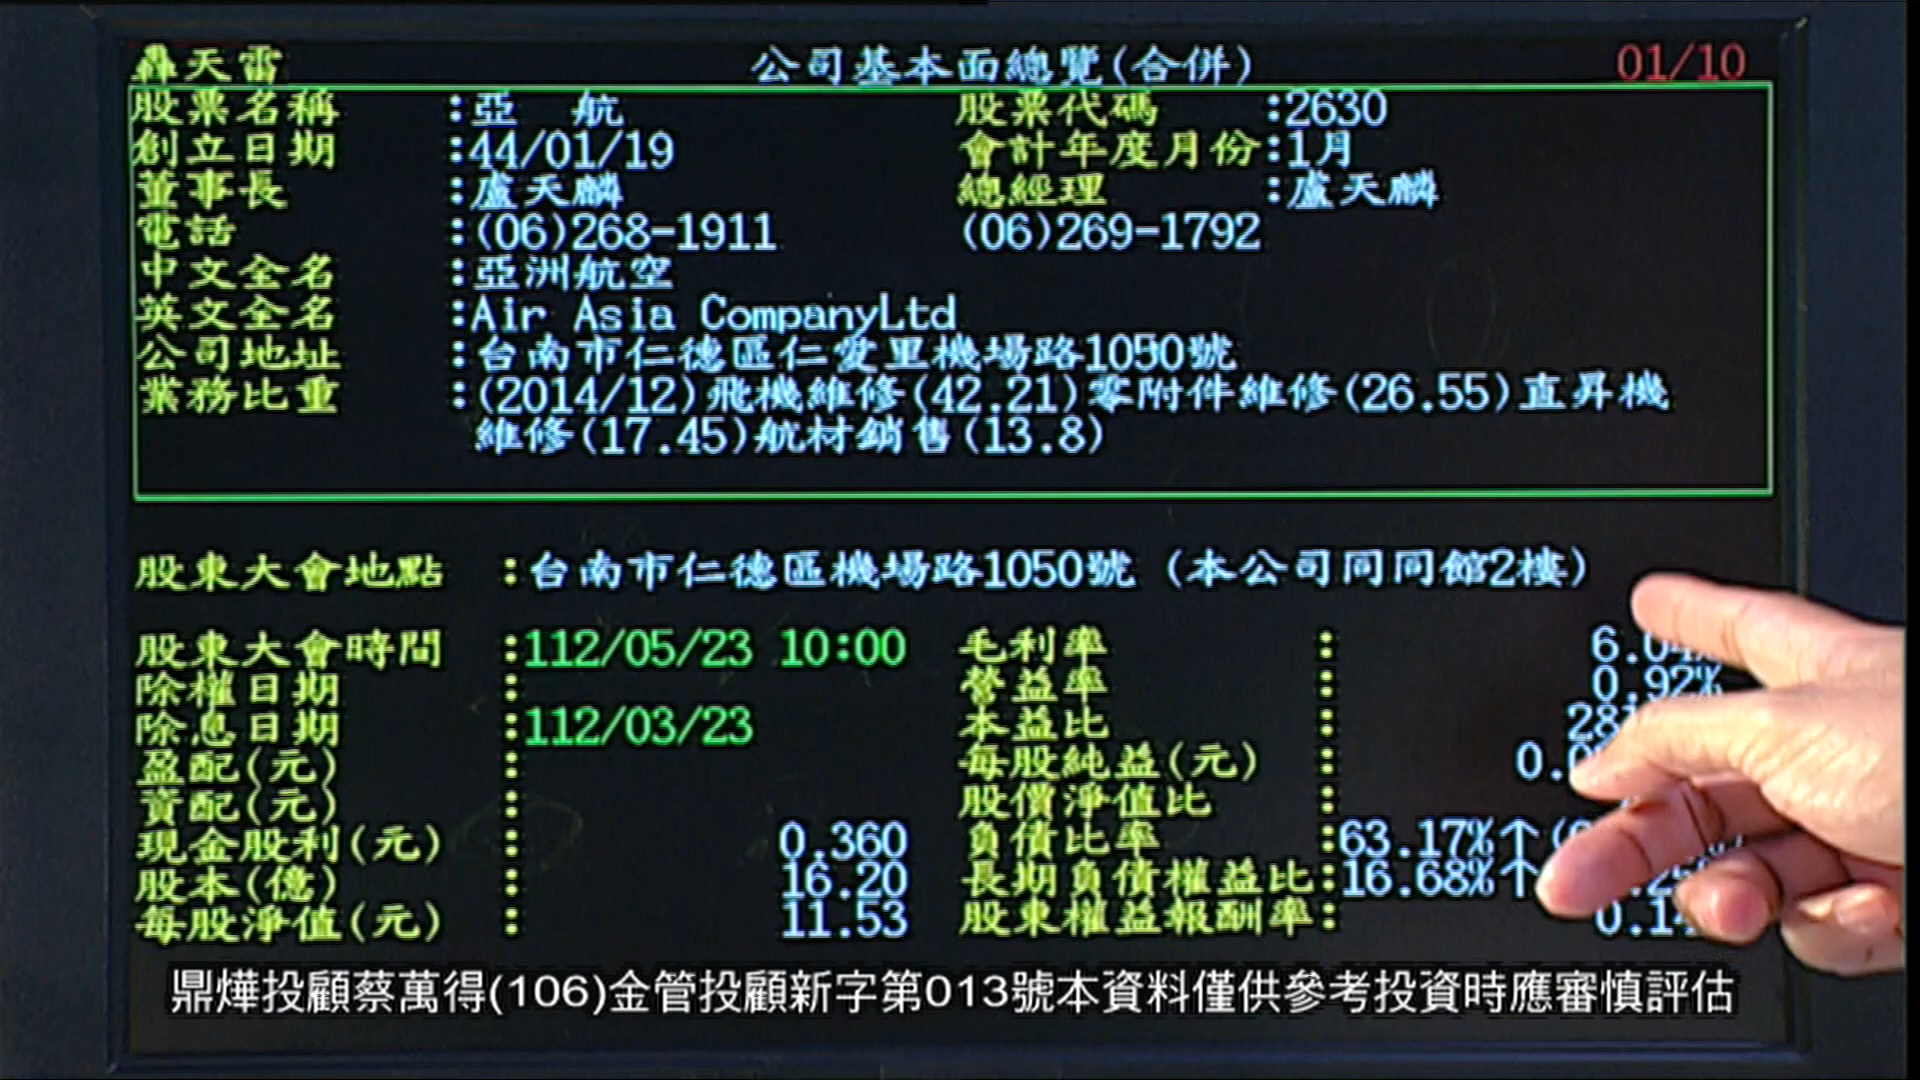 轟天雷 公司基本面總覽(合併) 01/10
股票名稱 :亞 航 股票代碼 :2630
創立日期 :44/01/19 會計年度月份:1月
董事長 :盧天麟 總經理 :盧天麟
電話 :(06)268-1911 (06)269-1792
中文全名 :亞洲航空
英文全名 :Air Asia CompanyLtd
公司地址 :台南市仁德區仁愛里機場路1050號
業務比重 :(2014/12)飛機維修(42.21)零附件維修(26.55)直昇機
維修(17.45)航材銷售(13.8)
股東大會地點 :台南市仁德區機場路1050號 (本公司同同館2樓)
股東大會時間 :112/05/23 10:00 毛利率 : 6.04%
除權日期 : 營益率 : 0.92%
除息日期 :112/03/23 本益比 : 28
盈配(元) : 每股純益(元) : 0.0
資配(元) : 股價淨值比 :
現金股利(元) : 0.360 負債比率 :63.17%↑(
股本(億) : 16.20 長期負債權益比:16.68%↑
每股淨值(元) : 11.53 股東權益報酬率: 0.14
鼎燁投顧蔡萬得(106)金管投顧新字第013號本資料僅供參考投資時應審慎評估